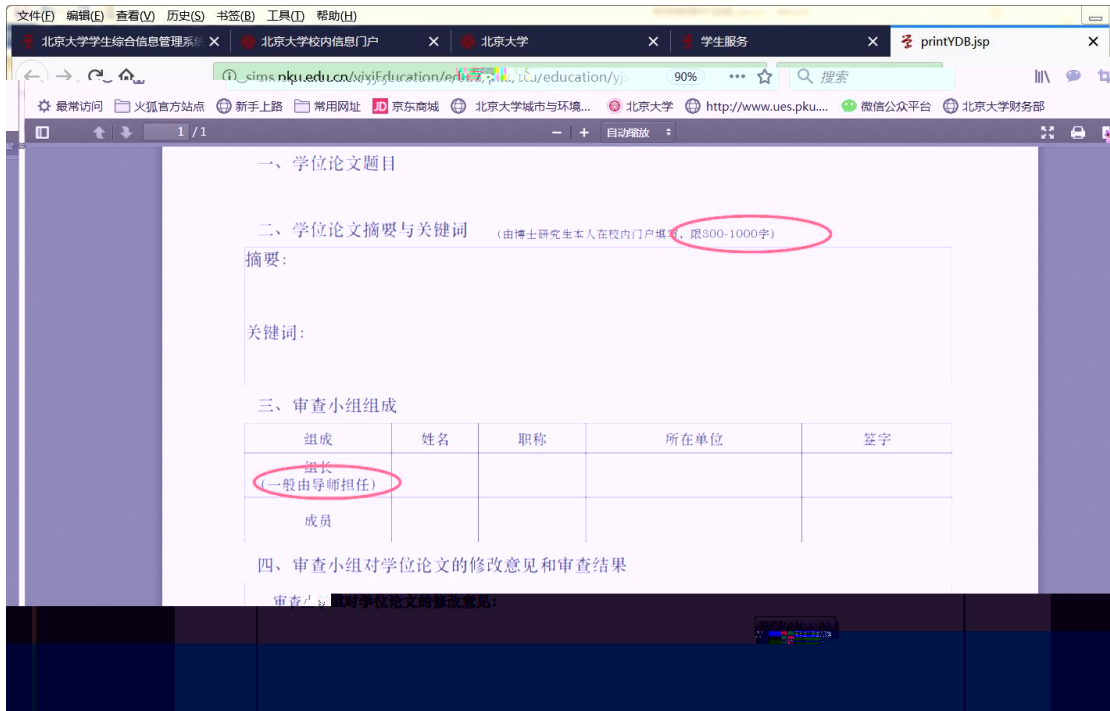 文件(F) 编辑(E) 查看(V) 历史(S) 书签(B) 工具(T) 帮助(H)
北京大学学生综合信息管理系统 × 北京大学校内信息门户 × 北京大学 × 学生服务 × printYDB.jsp ×
90% ··· 搜索
最常访问 火狐官方站点 新手上路 常用网址 JD 京东商城 北京大学城市与环境... 北京大学 http://www.ues.pku.... 微信公众平台 北京大学财务部
1 / 1 − + 自动缩放
一、学位论文题目
二、学位论文摘要与关键词 (由博士研究生本人在校内门户填写, 限800-1000字)
摘要:
关键词:
三、审查小组组成
组成 姓名 职称 所在单位 签字
组长
(一般由导师担任)
成员
四、审查小组对学位论文的修改意见和审查结果
审查小组对学位论文的修改意见: